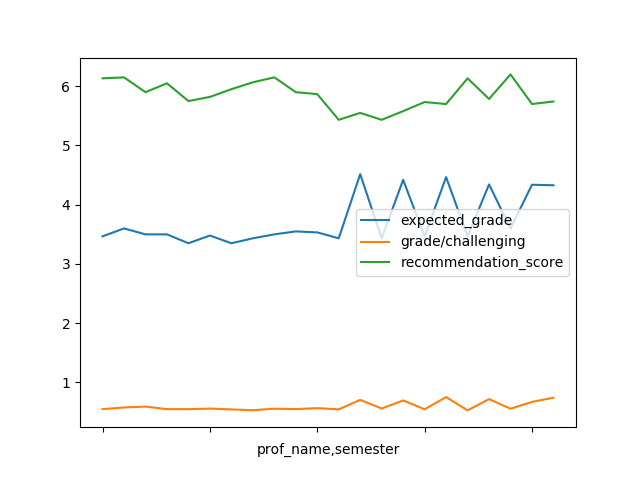 6
5
4
3
2
1
expected_grade
grade/challenging
recommendation_score
prof_name,semester